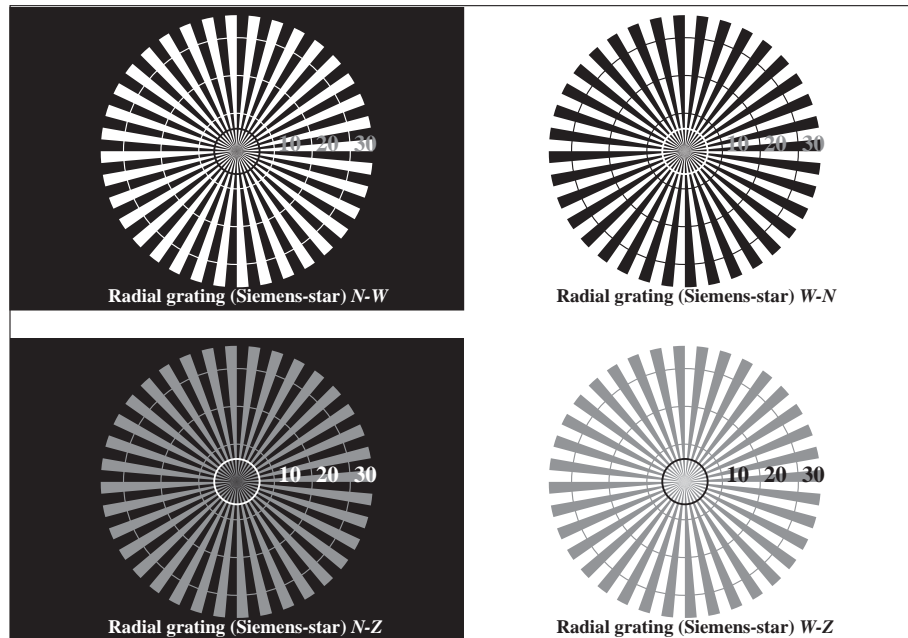 10 20 30
Radial grating (Siemens-star) N-W
10 20 30
Radial grating (Siemens-star) W-N
10 20 30
Radial grating (Siemens-star) N-Z
10 20 30
Radial grating (Siemens-star) W-Z